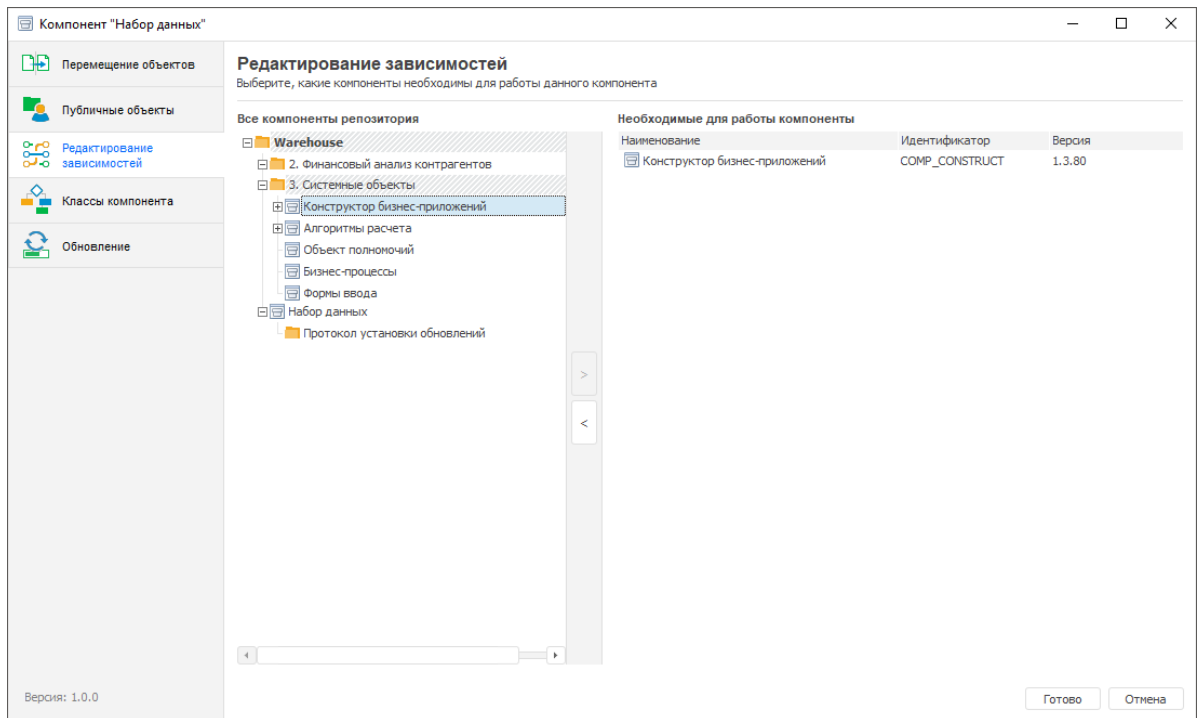 Компонент "Набор данных"
Перемещение объектов
Публичные объекты
Редактирование
зависимостей
Классы компонента
Обновление
Версия: 1.0.0
Редактирование зависимостей
Выберите, какие компоненты необходимы для работы данного компонента
Все компоненты репозитория
Warehouse
2. Финансовый анализ контрагентов
3. Системные объекты
Конструктор бизнес-приложений
Алгоритмы расчета
Объект полномочий
Бизнес-процессы
Формы ввода
Набор данных
Протокол установки обновлений
>
<
Необходимые для работы компоненты
Наименование Идентификатор Версия
Конструктор бизнес-приложений COMP_CONSTRUCT 1.3.80
Готово Отмена